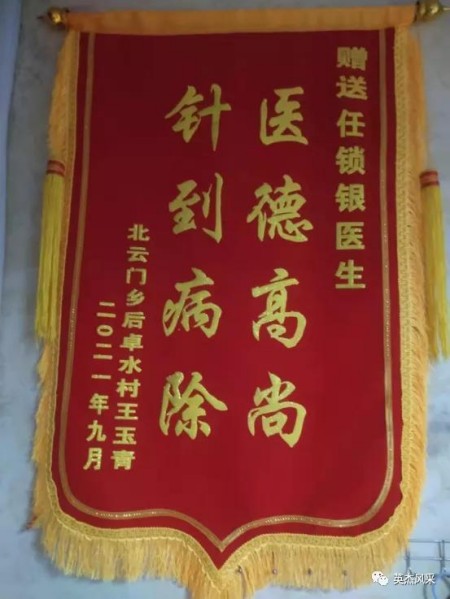 赠送任锁银医生
医德高尚
针到病除
北云门乡后卓水村王玉青
二〇二一年九月
英杰风采